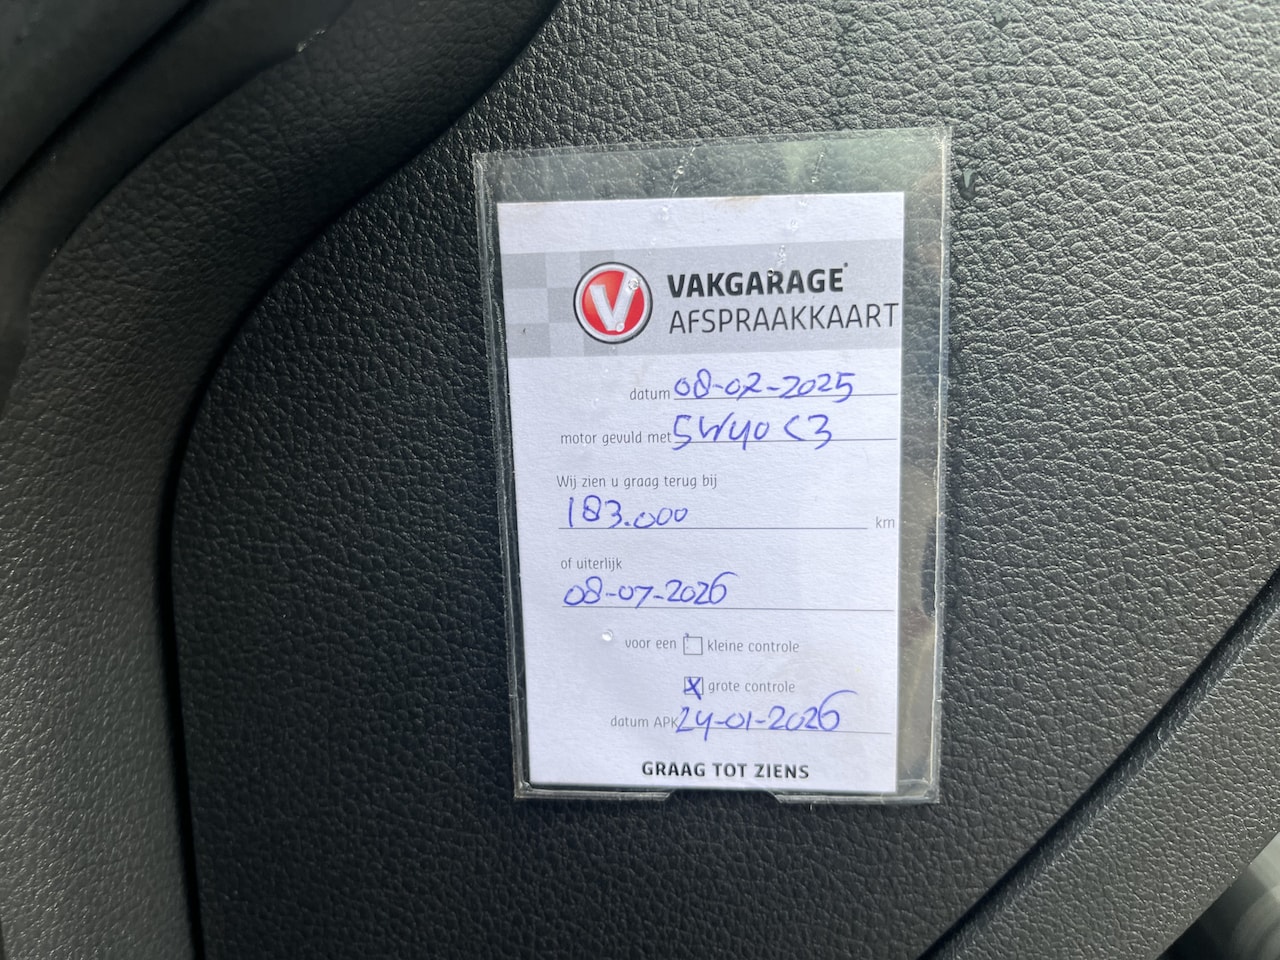 VAKGARAGE
AFSPRAAKKAART
datum 08-07-2025
motor gevuld met 5W40 C3
Wij zien u graag terug bij
183.000 km
of uiterlijk
08-07-2026
voor een kleine controle
X grote controle
datum APK 24-01-2026
GRAAG TOT ZIENS